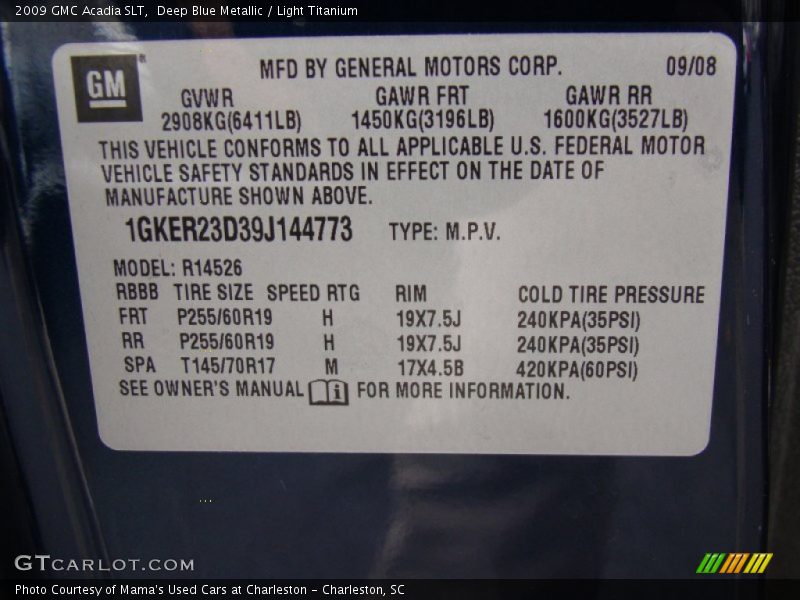 2009 GMC Acadia SLT,  Deep Blue Metallic / Light Titanium
GM
MFD BY GENERAL MOTORS CORP. 09/08
GVWR GAWR FRT GAWR RR
2908KG(6411LB) 1450KG(3196LB) 1600KG(3527LB)
THIS VEHICLE CONFORMS TO ALL APPLICABLE U.S. FEDERAL MOTOR
VEHICLE SAFETY STANDARDS IN EFFECT ON THE DATE OF
MANUFACTURE SHOWN ABOVE.
1GKER23D39J144773 TYPE: M.P.V.
MODEL: R14526
RBBB TIRE SIZE SPEED RTG RIM COLD TIRE PRESSURE
FRT P255/60R19 H 19X7.5J 240KPA(35PSI)
RR P255/60R19 H 19X7.5J 240KPA(35PSI)
SPA T145/70R17 M 17X4.5B 420KPA(60PSI)
SEE OWNER'S MANUAL i FOR MORE INFORMATION.
GTCARLOT.COM
Photo Courtesy of Mama's Used Cars at Charleston - Charleston, SC